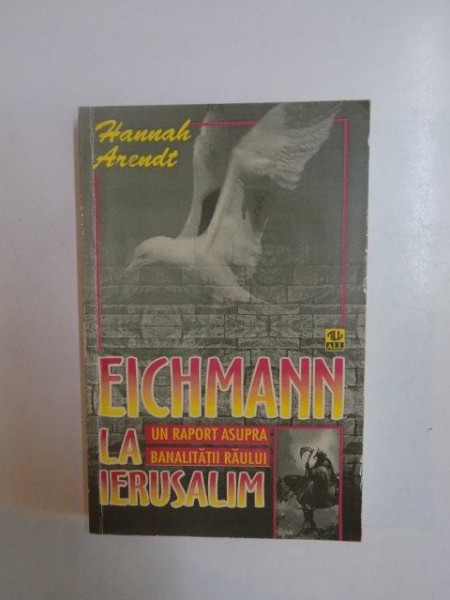 Hannah
Arendt
ALL
EICHMANN
LA
UN RAPORT ASUPRA
BANALITĂȚII RĂULUI
IERUSALIM